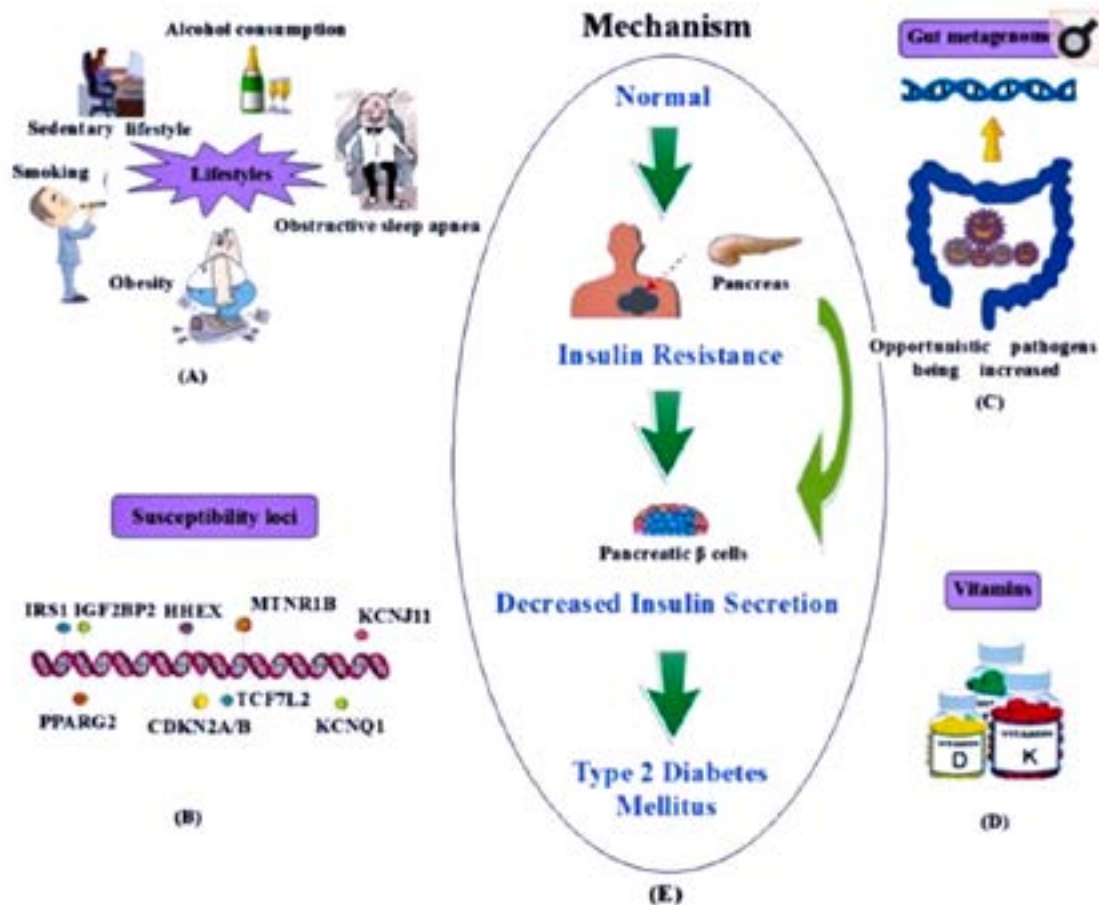 Alcohol consumption
Sedentary lifestyle
Smoking
Lifestyles
Obstructive sleep apnea
Obesity
(A)
Susceptibility loci
IRS1 IGF2BP2 HHEX MTNR1B KCNJ11
PPARG2 CDKN2A/B TCF7L2 KCNQ1
(B)
Mechanism
Normal
Pancreas
Insulin Resistance
Pancreatic β cells
Decreased Insulin Secretion
Type 2 Diabetes
Mellitus
(E)
Gut metagenome
Opportunistic pathogens
being increased
(C)
Vitamins
VITAMIN
D
VITAMIN
K
(D)